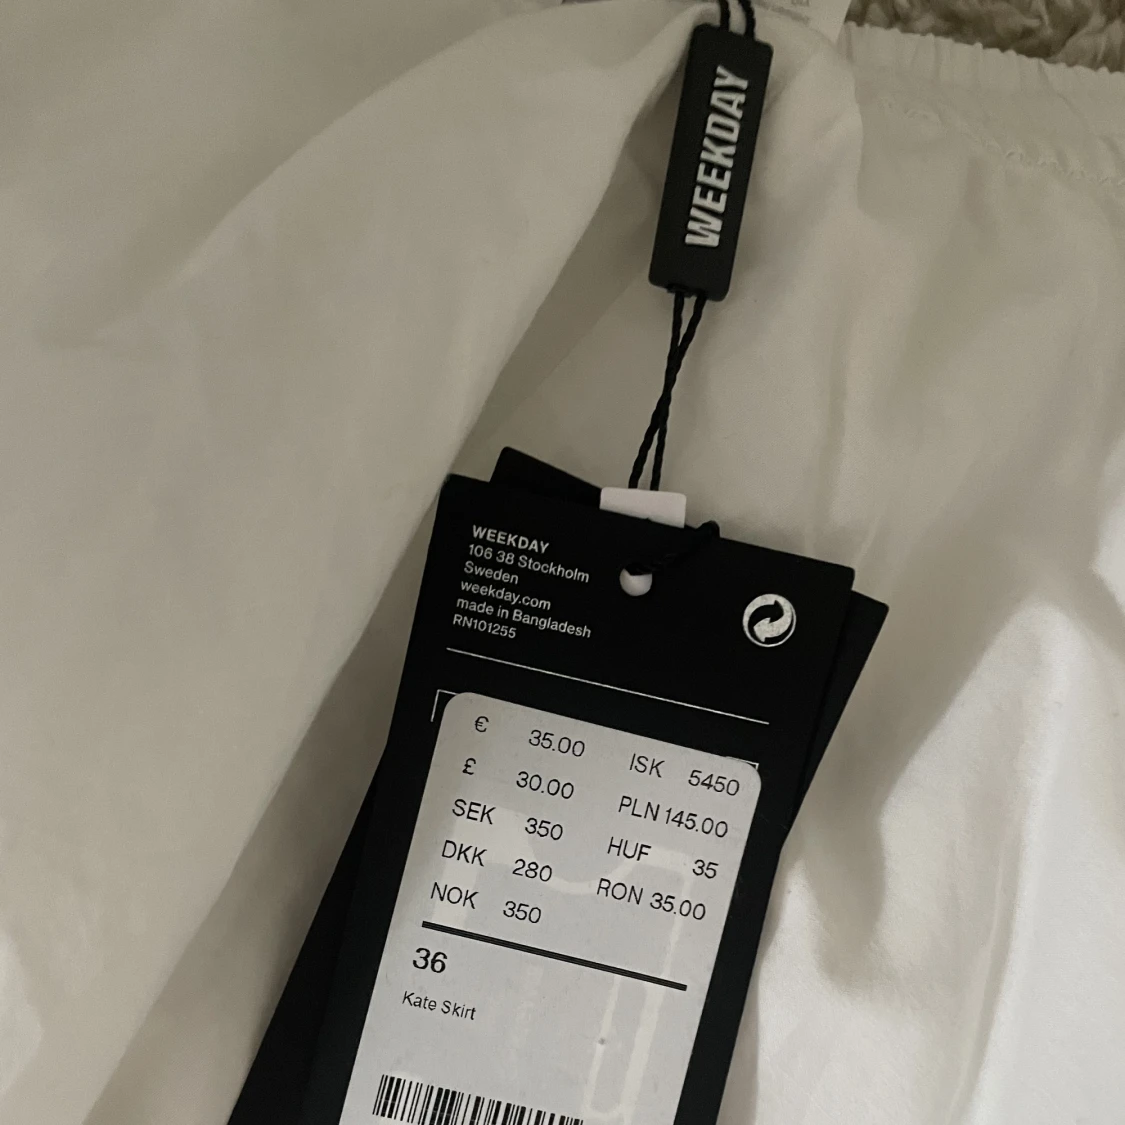 WEEKDAY
WEEKDAY
106 38 Stockholm
Sweden
weekday.com
made in Bangladesh
RN101255
€ 35.00 ISK 5450
£ 30.00 PLN 145.00
SEK 350 HUF 35
DKK 280 RON 35.00
NOK 350
36
Kate Skirt